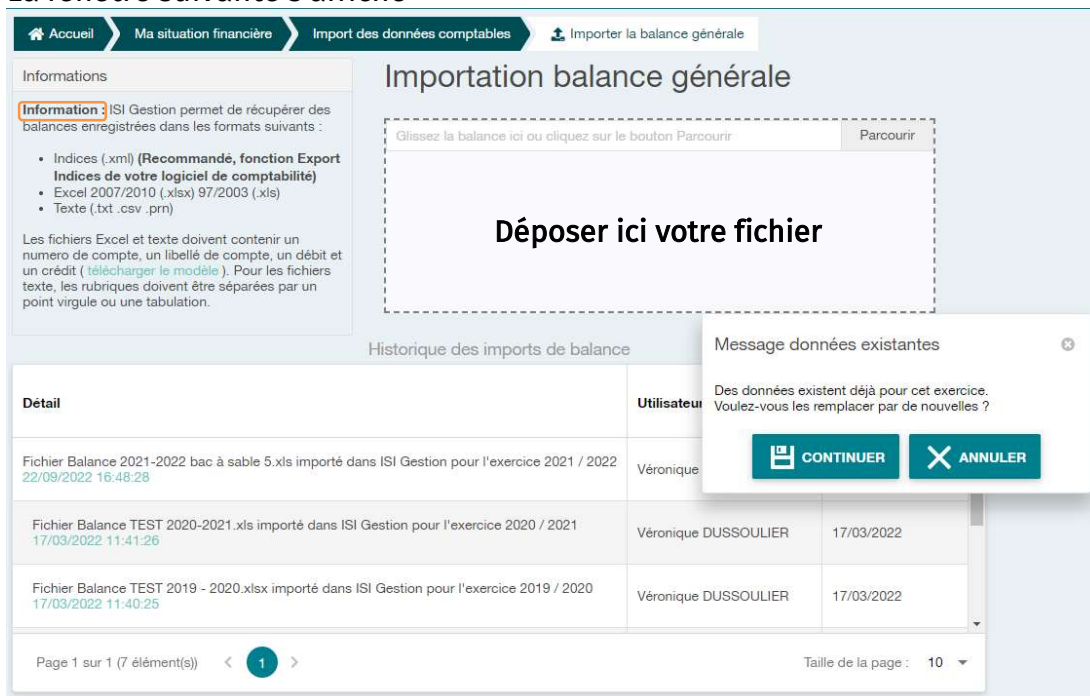 Accueil
Ma situation financière
Import des données comptables
Importer la balance générale
Informations
Information : ISI Gestion permet de récupérer des
balances enregistrées dans les formats suivants :
• Indices (.xml) (Recommandé, fonction Export
Indices de votre logiciel de comptabilité)
• Excel 2007/2010 (.xlsx) 97/2003 (.xls)
• Texte (.txt .csv .prn)
Les fichiers Excel et texte doivent contenir un
numero de compte, un libellé de compte, un débit et
un crédit ( télécharger le modèle ). Pour les fichiers
texte, les rubriques doivent être séparées par un
point virgule ou une tabulation.
Importation balance générale
Glissez la balance ici ou cliquez sur le bouton Parcourir
Parcourir
Déposer ici votre fichier
Message données existantes
Des données existent déjà pour cet exercice.
Voulez-vous les remplacer par de nouvelles ?
CONTINUER
ANNULER
Historique des imports de balance
Détail
Utilisateur
Fichier Balance 2021-2022 bac à sable 5.xls importé dans ISI Gestion pour l'exercice 2021 / 2022
22/09/2022 16:48:28
Véronique
Fichier Balance TEST 2020-2021.xls importé dans ISI Gestion pour l'exercice 2020 / 2021
17/03/2022 11:41:26
Véronique DUSSOULIER
17/03/2022
Fichier Balance TEST 2019 - 2020.xlsx importé dans ISI Gestion pour l'exercice 2019 / 2020
17/03/2022 11:40:25
Véronique DUSSOULIER
17/03/2022
Page 1 sur 1 (7 élément(s))
1
Taille de la page :
10